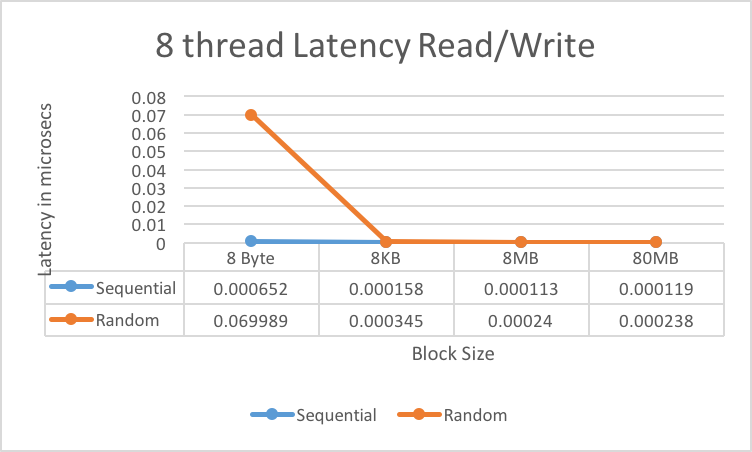 8 thread Latency Read/Write
Latency in microsecs
0.08
0.07
0.06
0.05
0.04
0.03
0.02
0.01
0
8 Byte 8KB 8MB 80MB
Sequential 0.000652 0.000158 0.000113 0.000119
Random 0.069989 0.000345 0.00024 0.000238
Block Size
Sequential Random